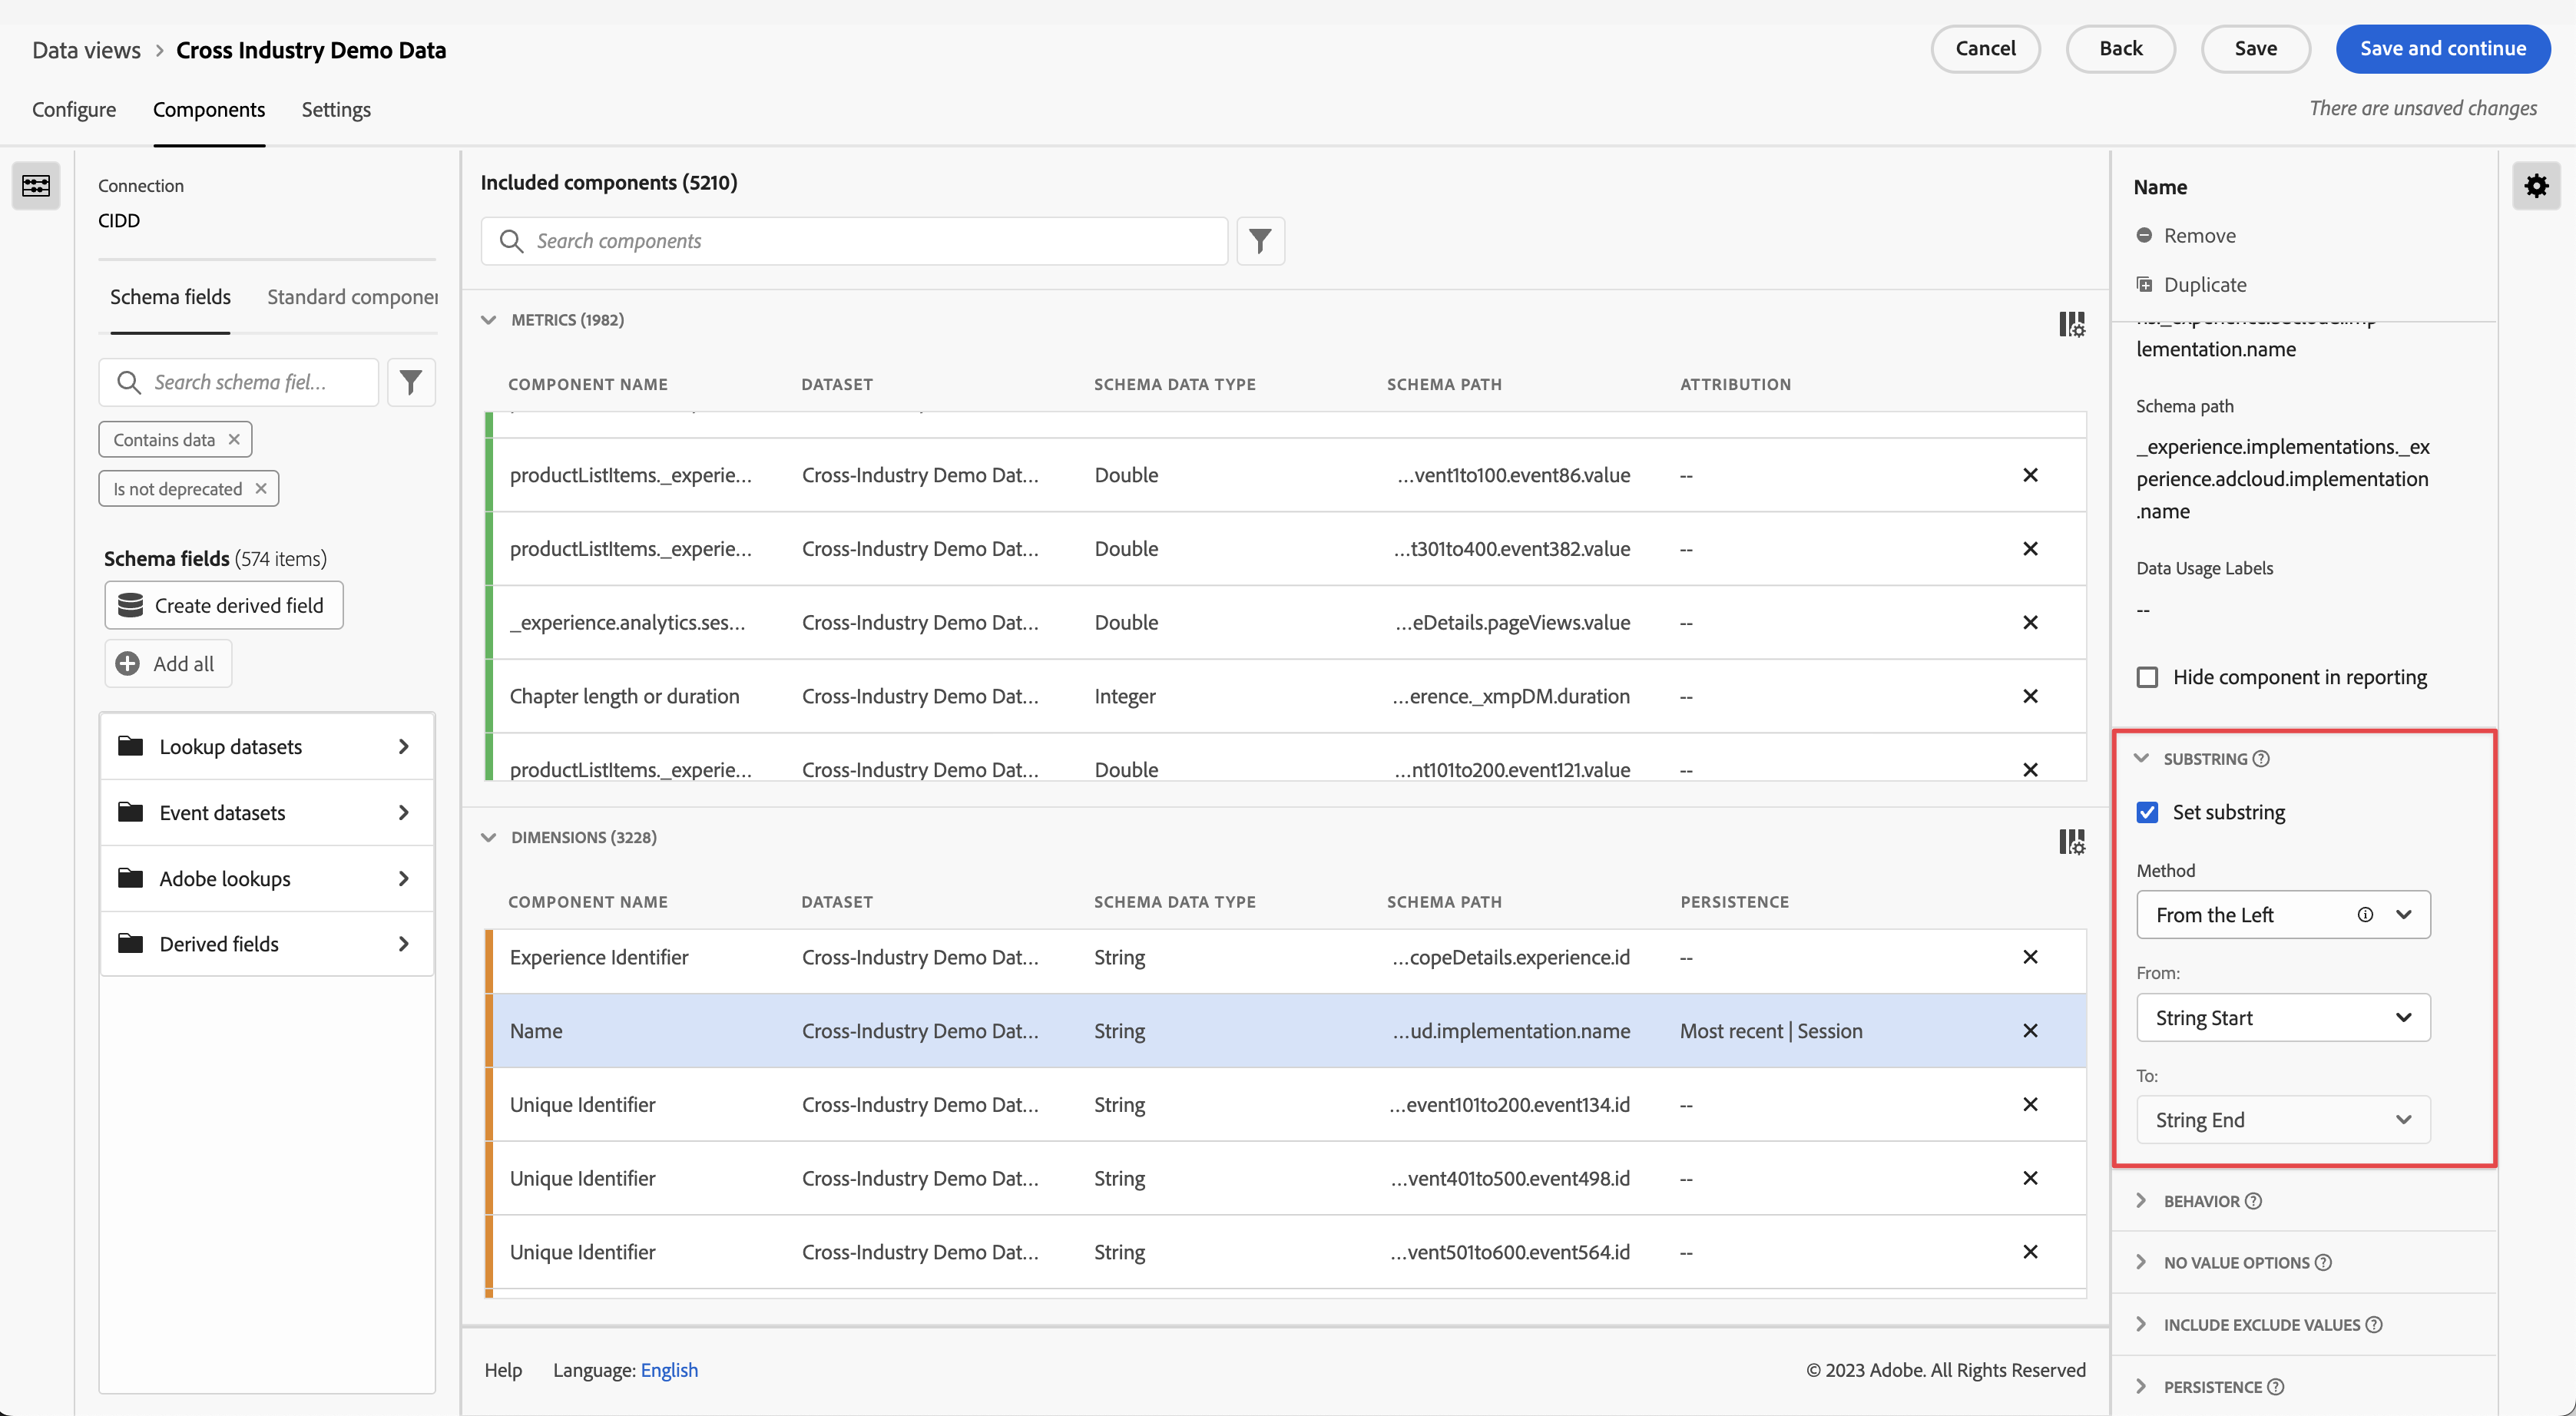 Data views > Cross Industry Demo Data
Cancel
Back
Save
Save and continue
Configure
Components
Settings
There are unsaved changes
Connection
CIDD
Schema fields
Standard componen
Search schema fiel...
Contains data ×
Is not deprecated ×
Schema fields (574 items)
Create derived field
Add all
Lookup datasets
Event datasets
Adobe lookups
Derived fields
Included components (5210)
Search components
METRICS (1982)
COMPONENT NAME DATASET SCHEMA DATA TYPE SCHEMA PATH ATTRIBUTION
productListItems._experie... Cross-Industry Demo Dat... Double ...vent1to100.event86.value --
productListItems._experie... Cross-Industry Demo Dat... Double ...t301to400.event382.value --
_experience.analytics.ses... Cross-Industry Demo Dat... Double ...eDetails.pageViews.value --
Chapter length or duration Cross-Industry Demo Dat... Integer ...erence._xmpDM.duration --
productListItems._experie... Cross-Industry Demo Dat... Double ...nt101to200.event121.value --
DIMENSIONS (3228)
COMPONENT NAME DATASET SCHEMA DATA TYPE SCHEMA PATH PERSISTENCE
Experience Identifier Cross-Industry Demo Dat... String ...copeDetails.experience.id --
Name Cross-Industry Demo Dat... String ...ud.implementation.name Most recent | Session
Unique Identifier Cross-Industry Demo Dat... String ...event101to200.event134.id --
Unique Identifier Cross-Industry Demo Dat... String ...vent401to500.event498.id --
Unique Identifier Cross-Industry Demo Dat... String ...vent501to600.event564.id --
Help
Language: English
© 2023 Adobe. All Rights Reserved
Name
Remove
Duplicate
lementation.name
Schema path
_experience.implementations._ex
perience.adcloud.implementation
.name
Data Usage Labels
--
Hide component in reporting
SUBSTRING
Set substring
Method
From the Left
From:
String Start
To:
String End
BEHAVIOR
NO VALUE OPTIONS
INCLUDE EXCLUDE VALUES
PERSISTENCE